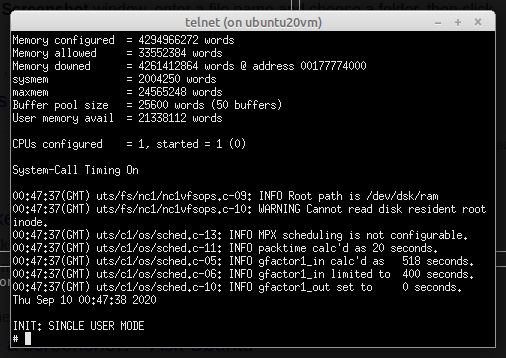 telnet (on ubuntu20vm)
Memory configured  = 4294966272 words
Memory allowed     = 33552384 words
Memory downed      = 4261412864 words @ address 00177774000
sysmem             = 2004250 words
maxmem             = 24565248 words
Buffer pool size   = 25600 words (50 buffers)
User memory avail  = 21338112 words
CPUs configured    = 1, started = 1 (0)
System-Call Timing On
00:47:37(GMT) uts/fs/nc1/nc1vfsops.c-09: INFO Root path is /dev/dsk/ram
00:47:37(GMT) uts/fs/nc1/nc1vfsops.c-10: WARNING Cannot read disk resident root
inode.
00:47:37(GMT) uts/c1/os/sched.c-13: INFO MPX scheduling is not configurable.
00:47:37(GMT) uts/c1/os/sched.c-11: INFO packtime calc'd as 20 seconds.
00:47:37(GMT) uts/c1/os/sched.c-05: INFO gfactor1_in calc'd as   518 seconds.
00:47:37(GMT) uts/c1/os/sched.c-06: INFO gfactor1_in limited to  400 seconds.
00:47:37(GMT) uts/c1/os/sched.c-10: INFO gfactor1_out set to     0 seconds.
Thu Sep 10 00:47:38 2020
INIT: SINGLE USER MODE
#